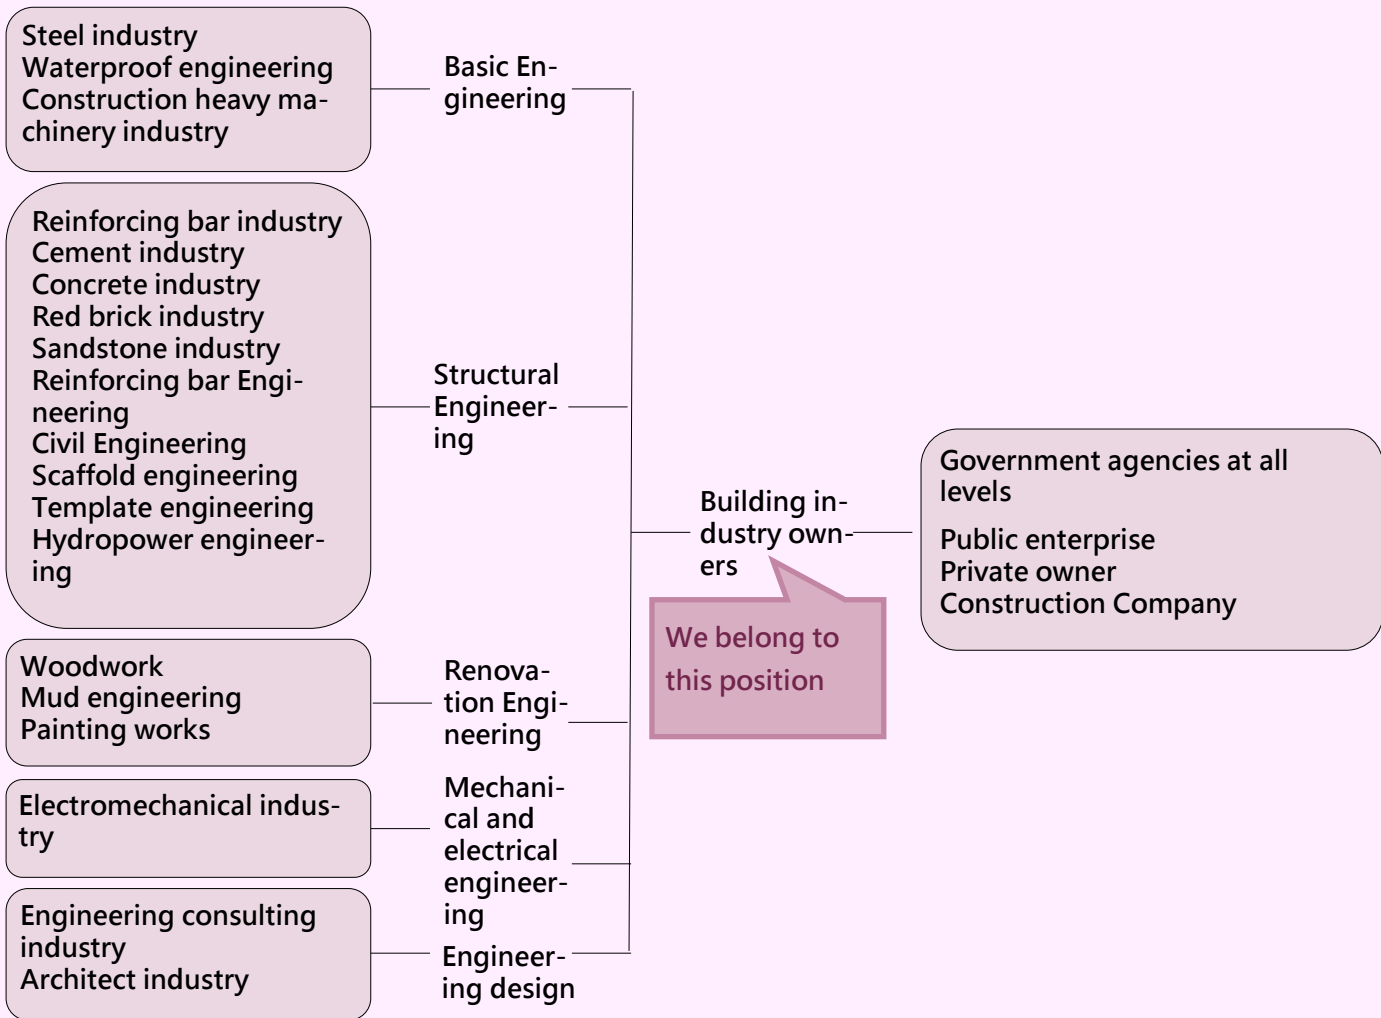 Steel industry
Waterproof engineering
Construction heavy ma-
chinery industry
Basic En-
gineering
Reinforcing bar industry
Cement industry
Concrete industry
Red brick industry
Sandstone industry
Reinforcing bar Engi-
neering
Civil Engineering
Scaffold engineering
Template engineering
Hydropower engineer-
ing
Structural
Engineer-
ing
Woodwork
Mud engineering
Painting works
Renova-
tion Engi-
neering
Electromechanical indus-
try
Mechani-
cal and
electrical
engineer-
ing
Engineering consulting
industry
Architect industry
Engineer-
ing design
Building in-
dustry own-
ers
We belong to
this position
Government agencies at all
levels
Public enterprise
Private owner
Construction Company